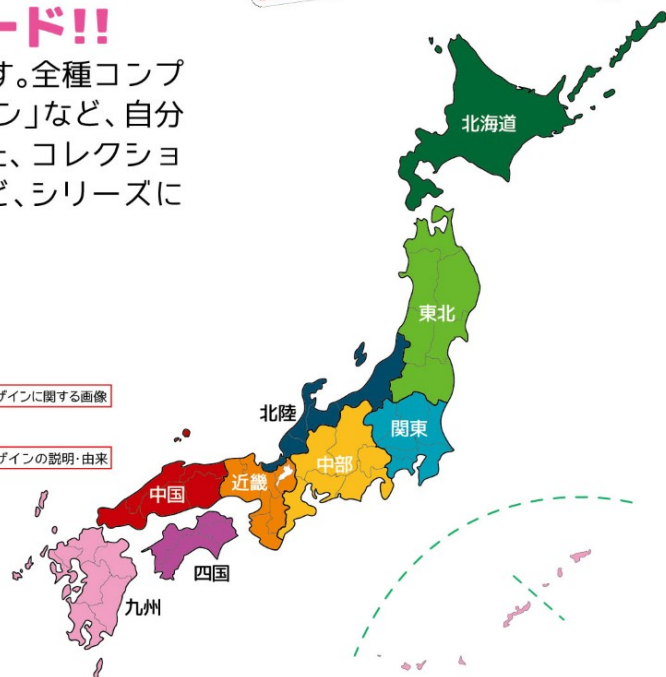 ード!!
す。全種コンプ
ン」など、自分
た、コレクショ
ど、シリーズに
北海道
東北
ザインに関する画像
北陸
関東
ザインの説明・由来
中部
近畿
中国
四国
九州